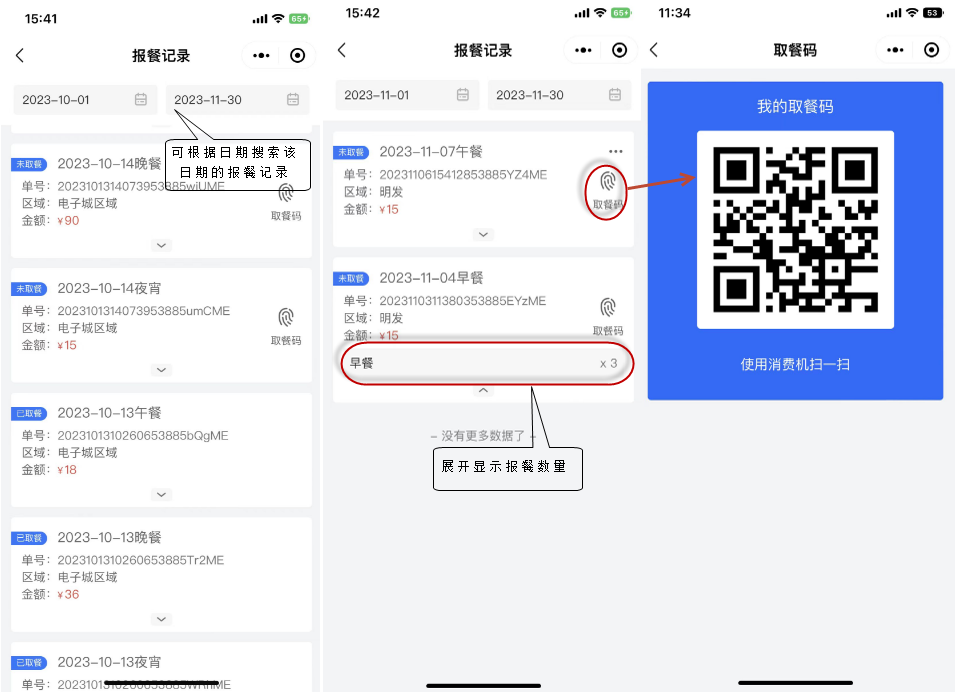 15:41
65+
报餐记录
2023-10-01
2023-11-30
可根据日期搜索该
日期的报餐记录
未取餐
2023-10-14晚餐
单号：2023101314073953885wiUME
区域：电子城区域
金额：¥90
取餐码
未取餐
2023-10-14夜宵
单号：2023101314073953885umCME
区域：电子城区域
金额：¥15
取餐码
已取餐
2023-10-13午餐
单号：2023101310260653885bQgME
区域：电子城区域
金额：¥18
已取餐
2023-10-13晚餐
单号：2023101310260653885Tr2ME
区域：电子城区域
金额：¥36
已取餐
2023-10-13夜宵
单号：
15:42
65+
报餐记录
2023-11-01
2023-11-30
未取餐
2023-11-07午餐
单号：2023110615412853885YZ4ME
区域：明发
金额：¥15
取餐码
未取餐
2023-11-04早餐
单号：2023110311380353885EYzME
区域：明发
金额：¥15
取餐码
早餐
x 3
– 没有更多数据了 –
展开显示报餐数量
11:34
53
取餐码
我的取餐码
使用消费机扫一扫